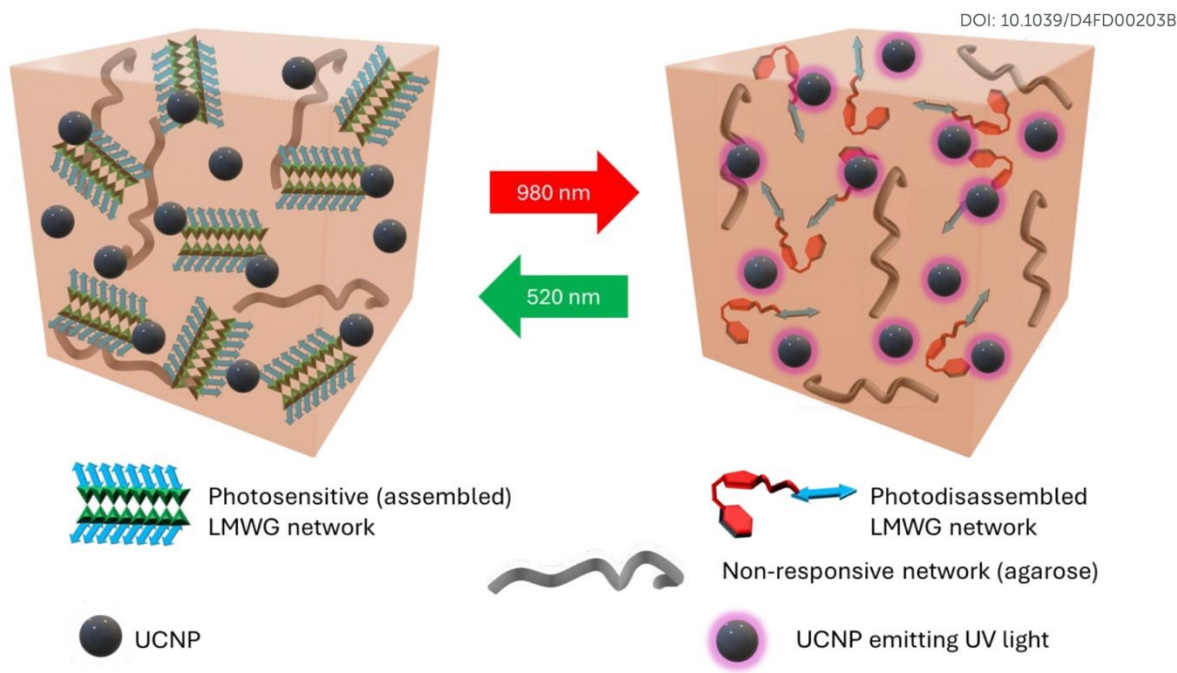 DOI: 10.1039/D4FD00203B
980 nm
520 nm
Photosensitive (assembled)
LMWG network
Photodisassembled
LMWG network
Non-responsive network (agarose)
UCNP
UCNP emitting UV light